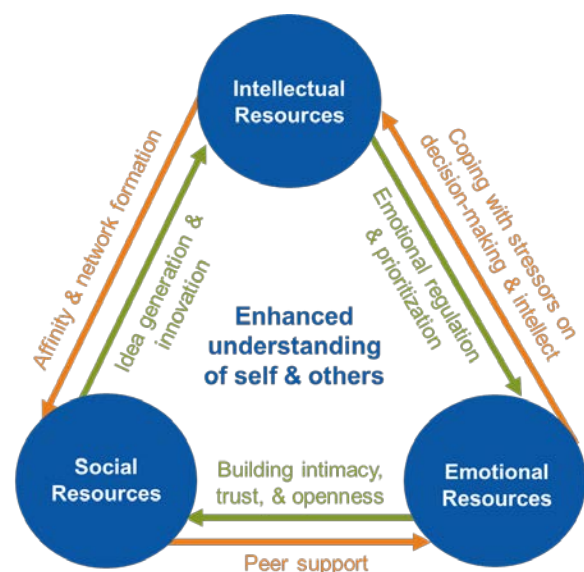 Intellectual
Resources
Affinity & network formation
Idea generation &
innovation
Emotional regulation
& prioritization
Coping with stressors on
decision-making & intellect
Enhanced
understanding
of self & others
Social
Resources
Building intimacy,
trust, & openness
Emotional
Resources
Peer support